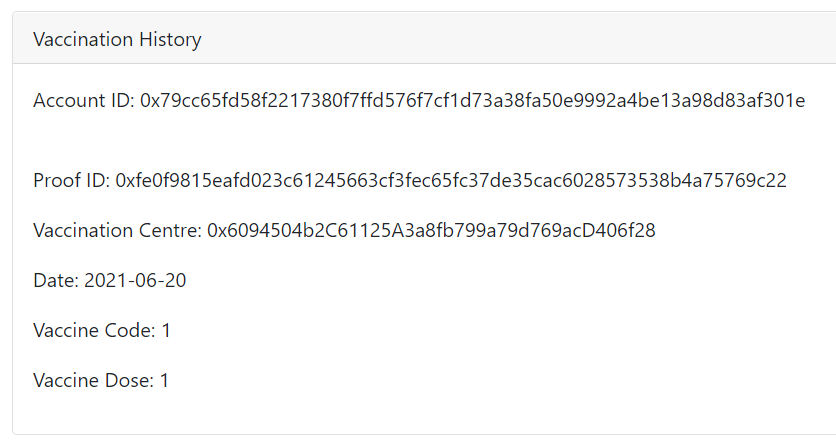 Vaccination History
Account ID: 0x79cc65fd58f2217380f7ffd576f7cf1d73a38fa50e9992a4be13a98d83af301e
Proof ID: 0xfe0f9815eafd023c61245663cf3fec65fc37de35cac6028573538b4a75769c22
Vaccination Centre: 0x6094504b2C61125A3a8fb799a79d769acD406f28
Date: 2021-06-20
Vaccine Code: 1
Vaccine Dose: 1